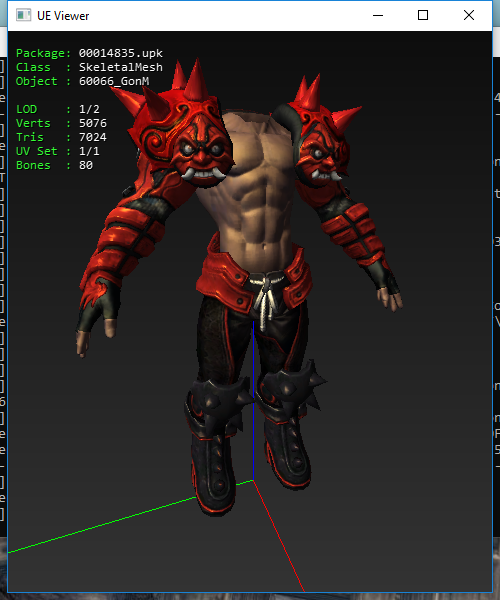 UE Viewer
Package: 00014835.upk
Class : SkeletalMesh
Object : 60066_GonM
LOD : 1/2
Verts : 5076
Tris : 7024
UV Set : 1/1
Bones : 80